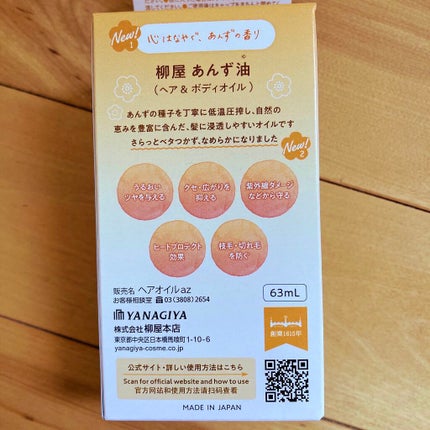 New!
1
心はなやぐ、あんずの香り
柳屋 あんず油
ゆ
(ヘア & ボディオイル)
あんずの種子を丁寧に低温圧搾し、自然の
恵みを豊富に含んだ、髪に浸透しやすいオイルです
さらっとベタつかず、なめらかになりました
New!
2
うるおい
ツヤを与える
クセ・広がりを
抑える
紫外線ダメージ
などから守る
ヒートプロテクト
効果
枝毛・切れ毛
を防ぐ
販売名 ヘアオイルaz
お客様相談室 ☎ 03(3808)2654
63mL
YANAGIYA
株式会社 柳屋本店
東京都中央区日本橋馬喰町1-10-6
yanagiya-cosme.co.jp
創業1615年
公式サイト・詳しい使用方法はこちら
Scan for official website and how to use
官方网站和使用方法请扫码查看
MADE IN JAPAN